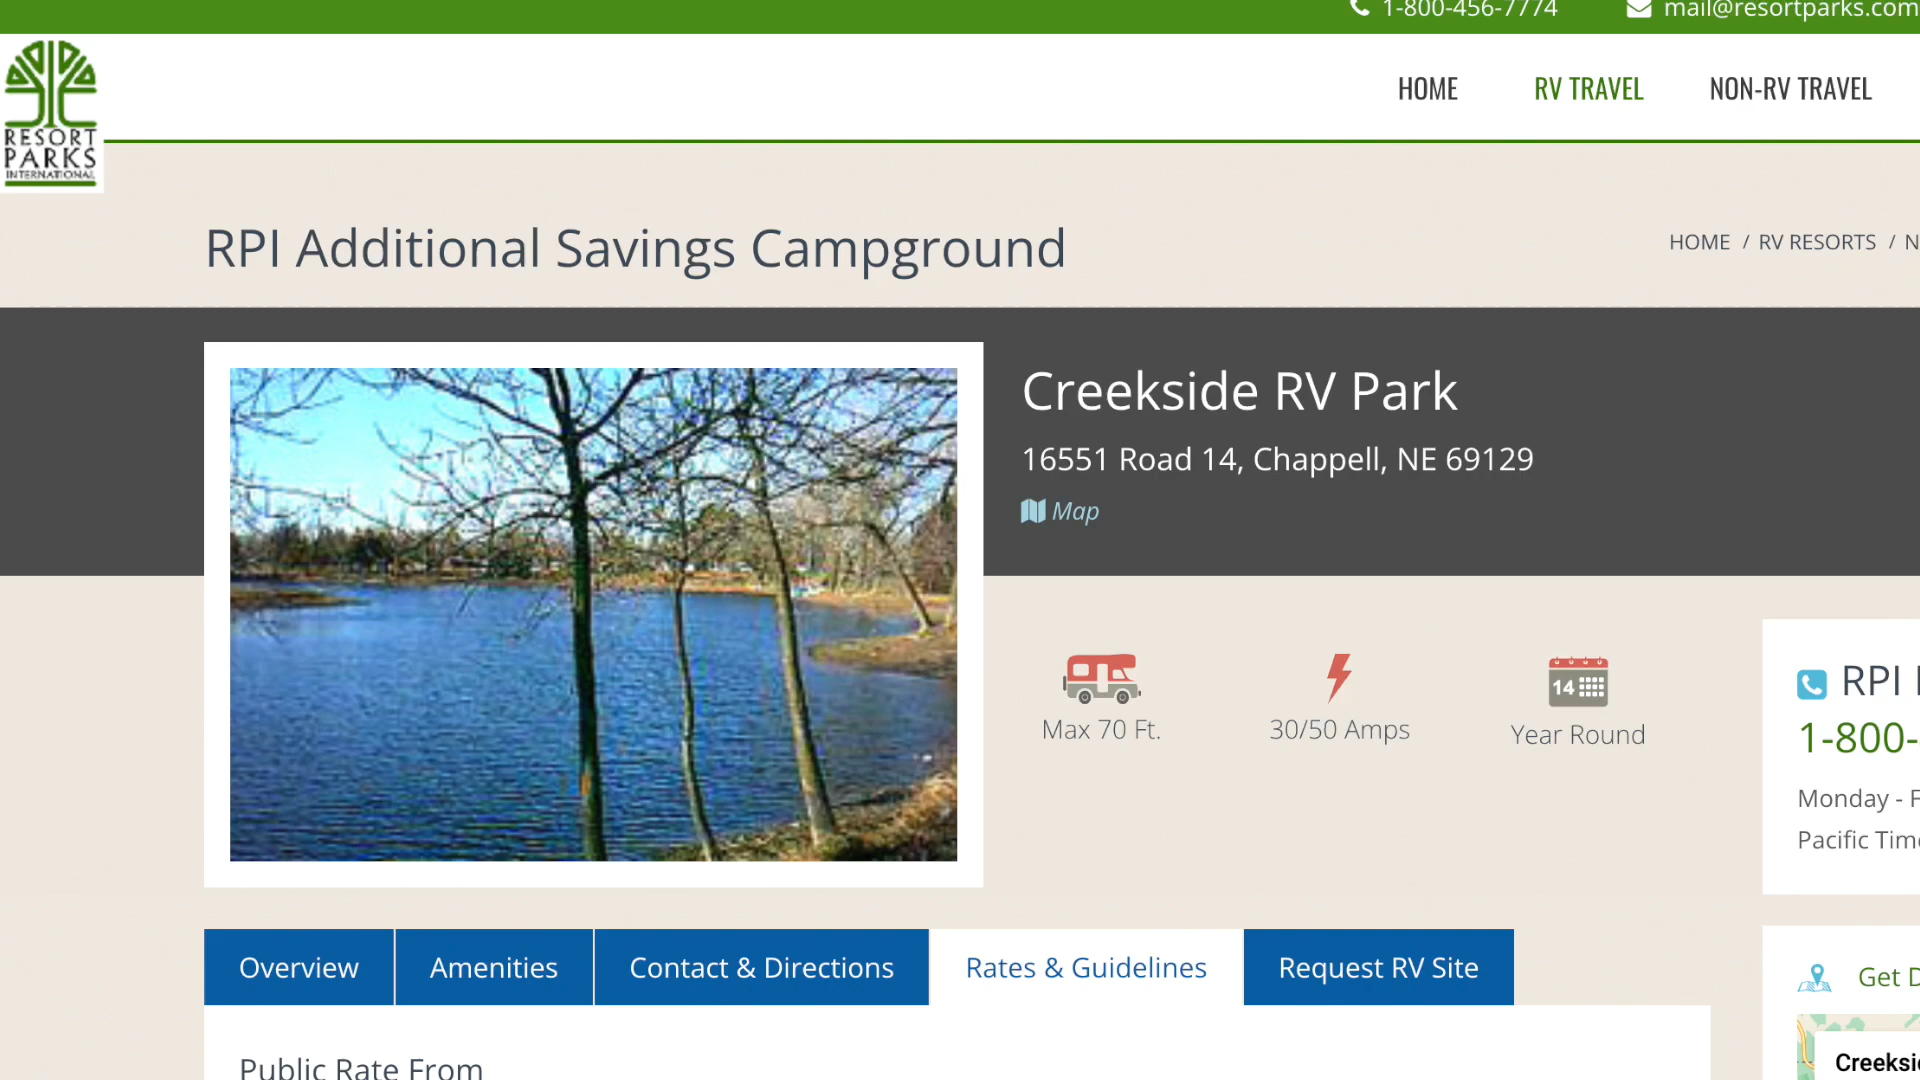 1-800-456-7774 mail@resortparks.com
RESORT
PARKS
INTERNATIONAL
HOME RV TRAVEL NON-RV TRAVEL
RPI Additional Savings Campground
HOME / RV RESORTS / N
Creekside RV Park
16551 Road 14, Chappell, NE 69129
Map
14
Max 70 Ft. 30/50 Amps Year Round
RPI
1-800-
Monday - F
Pacific Time
Overview Amenities Contact & Directions Rates & Guidelines Request RV Site
Get D
Public Rate From
Creeksi